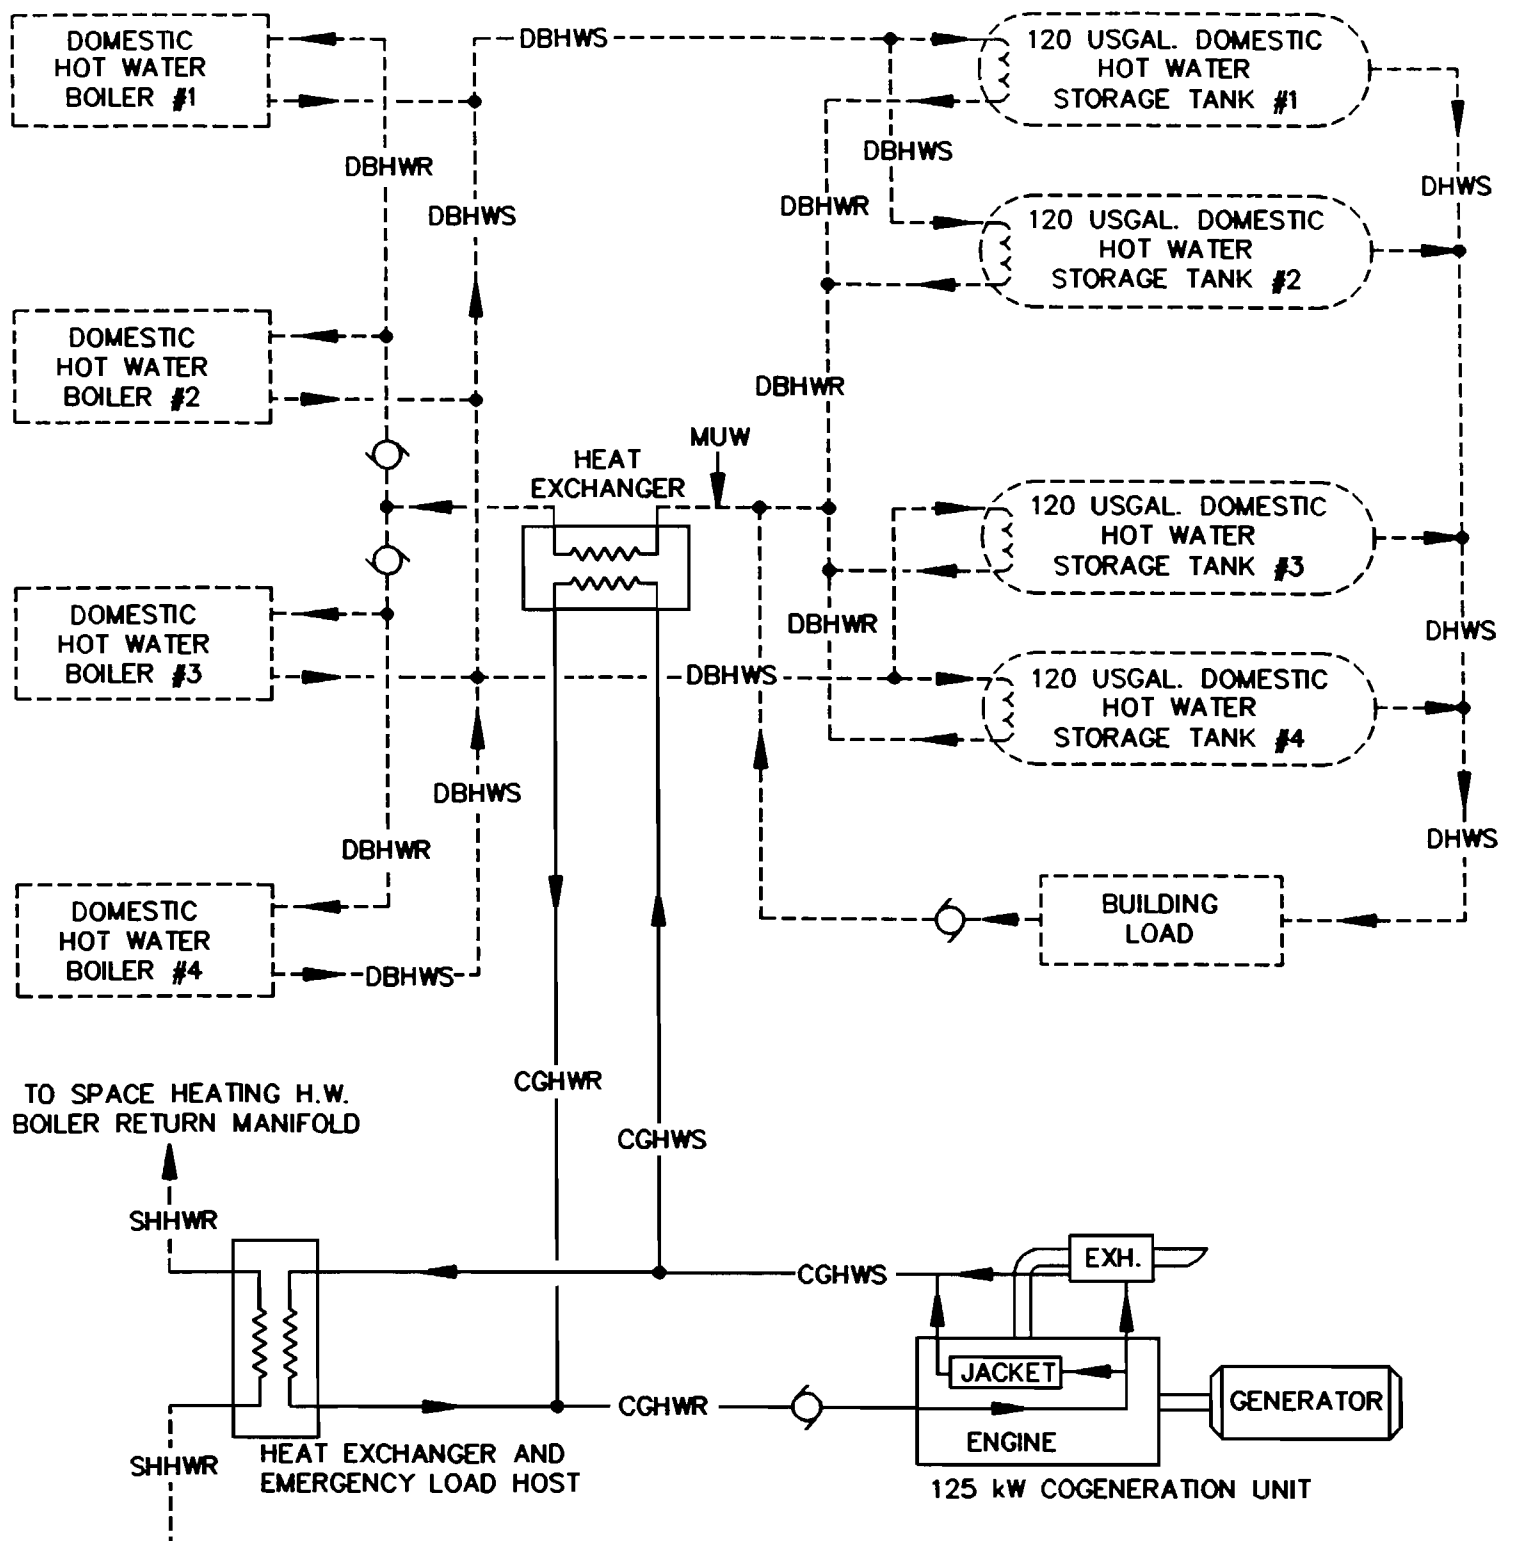 DOMESTIC
HOT WATER
BOILER #1
DBHWS
120 USGAL. DOMESTIC
HOT WATER
STORAGE TANK #1
DBHWR
DBHWS
DBHWS
DBHWR
DHWS
120 USGAL. DOMESTIC
HOT WATER
STORAGE TANK #2
DOMESTIC
HOT WATER
BOILER #2
DBHWR
MUW
HEAT
EXCHANGER
120 USGAL. DOMESTIC
HOT WATER
STORAGE TANK #3
DOMESTIC
HOT WATER
BOILER #3
DBHWR
DHWS
DBHWS
120 USGAL. DOMESTIC
HOT WATER
STORAGE TANK #4
DBHWS
DBHWR
DHWS
DOMESTIC
HOT WATER
BOILER #4
DBHWS
BUILDING
LOAD
CGHWR
TO SPACE HEATING H.W.
BOILER RETURN MANIFOLD
CGHWS
SHHWR
EXH.
CGHWS
JACKET
CGHWR
GENERATOR
ENGINE
SHHWR
HEAT EXCHANGER AND
EMERGENCY LOAD HOST
125 kW COGENERATION UNIT